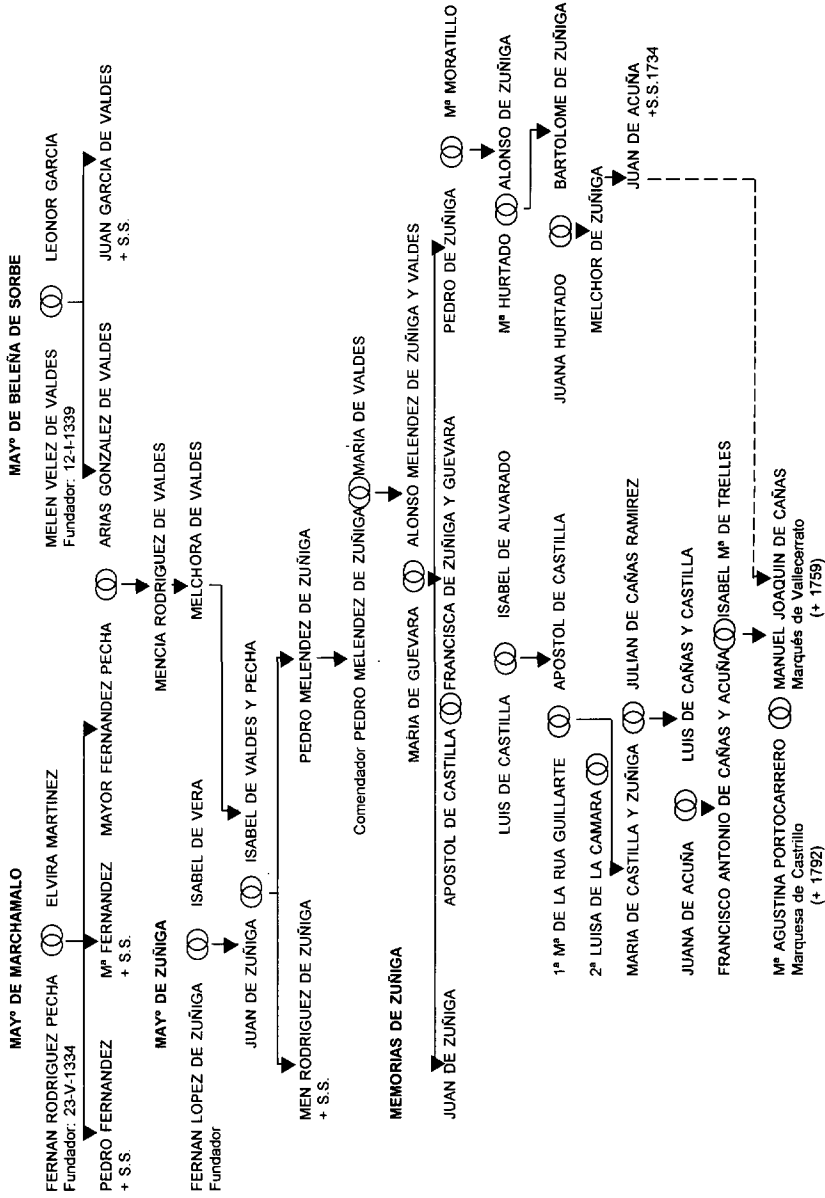 MAYº DE MARCHAMALO
MAYº DE BELEÑA DE SORBE
FERNAN RODRIGUEZ PECHA
Fundador: 23-V-1334
ELVIRA MARTINEZ
MELEN VELEZ DE VALDES
Fundador: 12-I-1339
LEONOR GARCIA
PEDRO FERNANDEZ
+ S.S.
Mª FERNANDEZ
+ S.S.
MAYOR FERNANDEZ PECHA
ARIAS GONZALEZ DE VALDES
JUAN GARCIA DE VALDES
+ S.S.
MENCIA RODRIGUEZ DE VALDES
MAYº DE ZUÑIGA
MELCHORA DE VALDES
FERNAN LOPEZ DE ZUÑIGA
Fundador
ISABEL DE VERA
JUAN DE ZUÑIGA
ISABEL DE VALDES Y PECHA
MEN RODRIGUEZ DE ZUÑIGA
+ S.S.
PEDRO MELENDEZ DE ZUÑIGA
Comendador PEDRO MELENDEZ DE ZUÑIGA
MARIA DE VALDES
MEMORIAS DE ZUÑIGA
MARIA DE GUEVARA
ALONSO MELENDEZ DE ZUÑIGA Y VALDES
JUAN DE ZUÑIGA
APOSTOL DE CASTILLA
FRANCISCA DE ZUÑIGA Y GUEVARA
PEDRO DE ZUÑIGA
Mª MORATILLO
LUIS DE CASTILLA
ISABEL DE ALVARADO
Mª HURTADO
ALONSO DE ZUÑIGA
1ª Mª DE LA RUA GUILLARTE
APOSTOL DE CASTILLA
JUANA HURTADO
BARTOLOME DE ZUÑIGA
2ª LUISA DE LA CAMARA
MELCHOR DE ZUÑIGA
MARIA DE CASTILLA Y ZUÑIGA
JULIAN DE CAÑAS RAMIREZ
JUAN DE ACUÑA
+S.S.1734
JUANA DE ACUÑA
LUIS DE CAÑAS Y CASTILLA
FRANCISCO ANTONIO DE CAÑAS Y ACUÑA
ISABEL Mª DE TRELLES
Mª AGUSTINA PORTOCARRERO
Marquesa de Castrillo
(+ 1792)
MANUEL JOAQUIN DE CAÑAS
Marqués de Vallecerrato
(+ 1759)